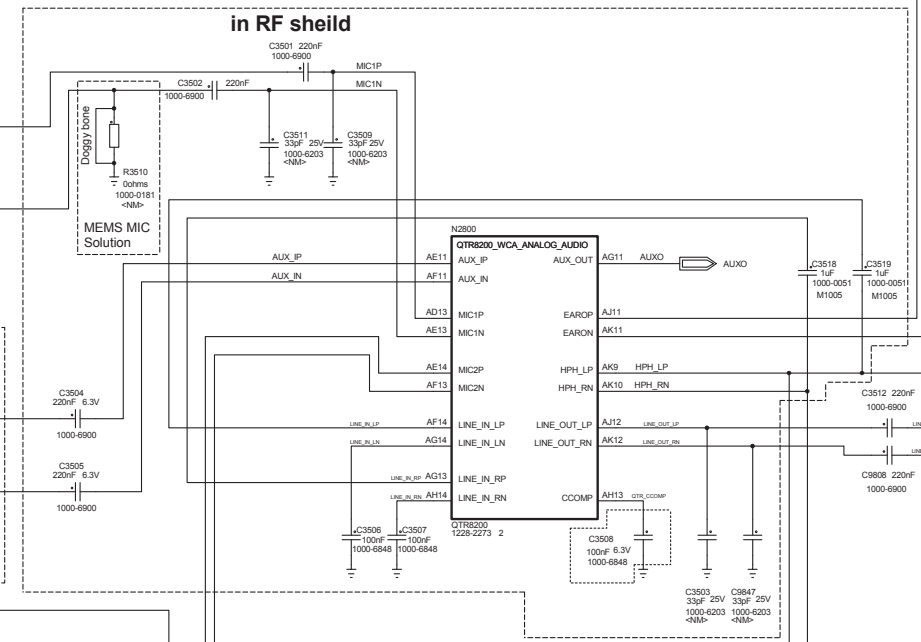 in RF sheild
C3501 220nF
1000-6900
MIC1P
C3502 220nF
MIC1N
1000-6900
Doggy bone
C3511
33pF 25V
1000-6203
<NM>
C3509
33pF 25V
1000-6203
<NM>
R3510
0ohms
1000-0181
<NM>
MEMS MIC
Solution
N2800
QTR8200_WCA_ANALOG_AUDIO
AUX_IP AE11 AUX_IP
AUX_OUT AG11 AUXO AUXO
AUX_IN AF11 AUX_IN
C3518
1uF
1000-0051
M1005
C3519
1uF
1000-0051
M1005
AD13 MIC1P
EAROP AJ11
AE13 MIC1N
EARON AK11
AE14 MIC2P
HPH_LP AK9 HPH_LP
AF13 MIC2N
HPH_RN AK10 HPH_RN
C3504
220nF 6.3V
1000-6900
C3512 220nF
1000-6900
LINE_IN_LP AF14 LINE_IN_LP
LINE_OUT_LP AJ12 LINE_OUT_LP
LINE_IN_LN AG14 LINE_IN_LN
LINE_OUT_RN AK12 LINE_OUT_RN
C3505
220nF 6.3V
1000-6900
C9808 220nF
1000-6900
LINE_IN_RP AG13 LINE_IN_RP
LINE_IN_RN AH14 LINE_IN_RN
CCOMP AH13 QTR_CCOMP
QTR8200
1228-2273 2
C3506
100nF
1000-6848
C3507
100nF
1000-6848
C3508
100nF 6.3V
1000-6848
C3503
33pF 25V
1000-6203
<NM>
C9847
33pF 25V
1000-6203
<NM>